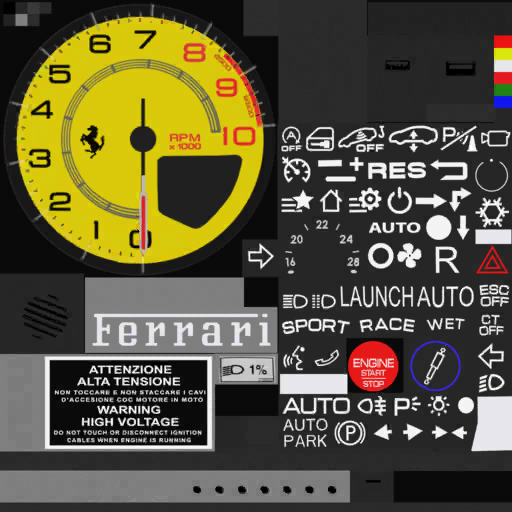 1
2
3
4
5
6
7
8
9
10
0
8500
9500
RPM
x 1000
OFF
OFF
P
RES
AUTO
16
20
22
24
28
O
R
LAUNCH AUTO
ESC
OFF
SPORT RACE WET
CT
OFF
Ferrari
1%
ENGINE
START
STOP
ATTENZIONE
ALTA TENSIONE
NON TOCCARE E NON STACCARE I CAVI
D'ACCESIONE COC MOTORE IN MOTO
WARNING
HIGH VOLTAGE
DO NOT TOUCH OR DISCONNECT IGNITION
CABLES WHEN ENGINE IS RUNNING
AUTO
P
AUTO
PARK
P